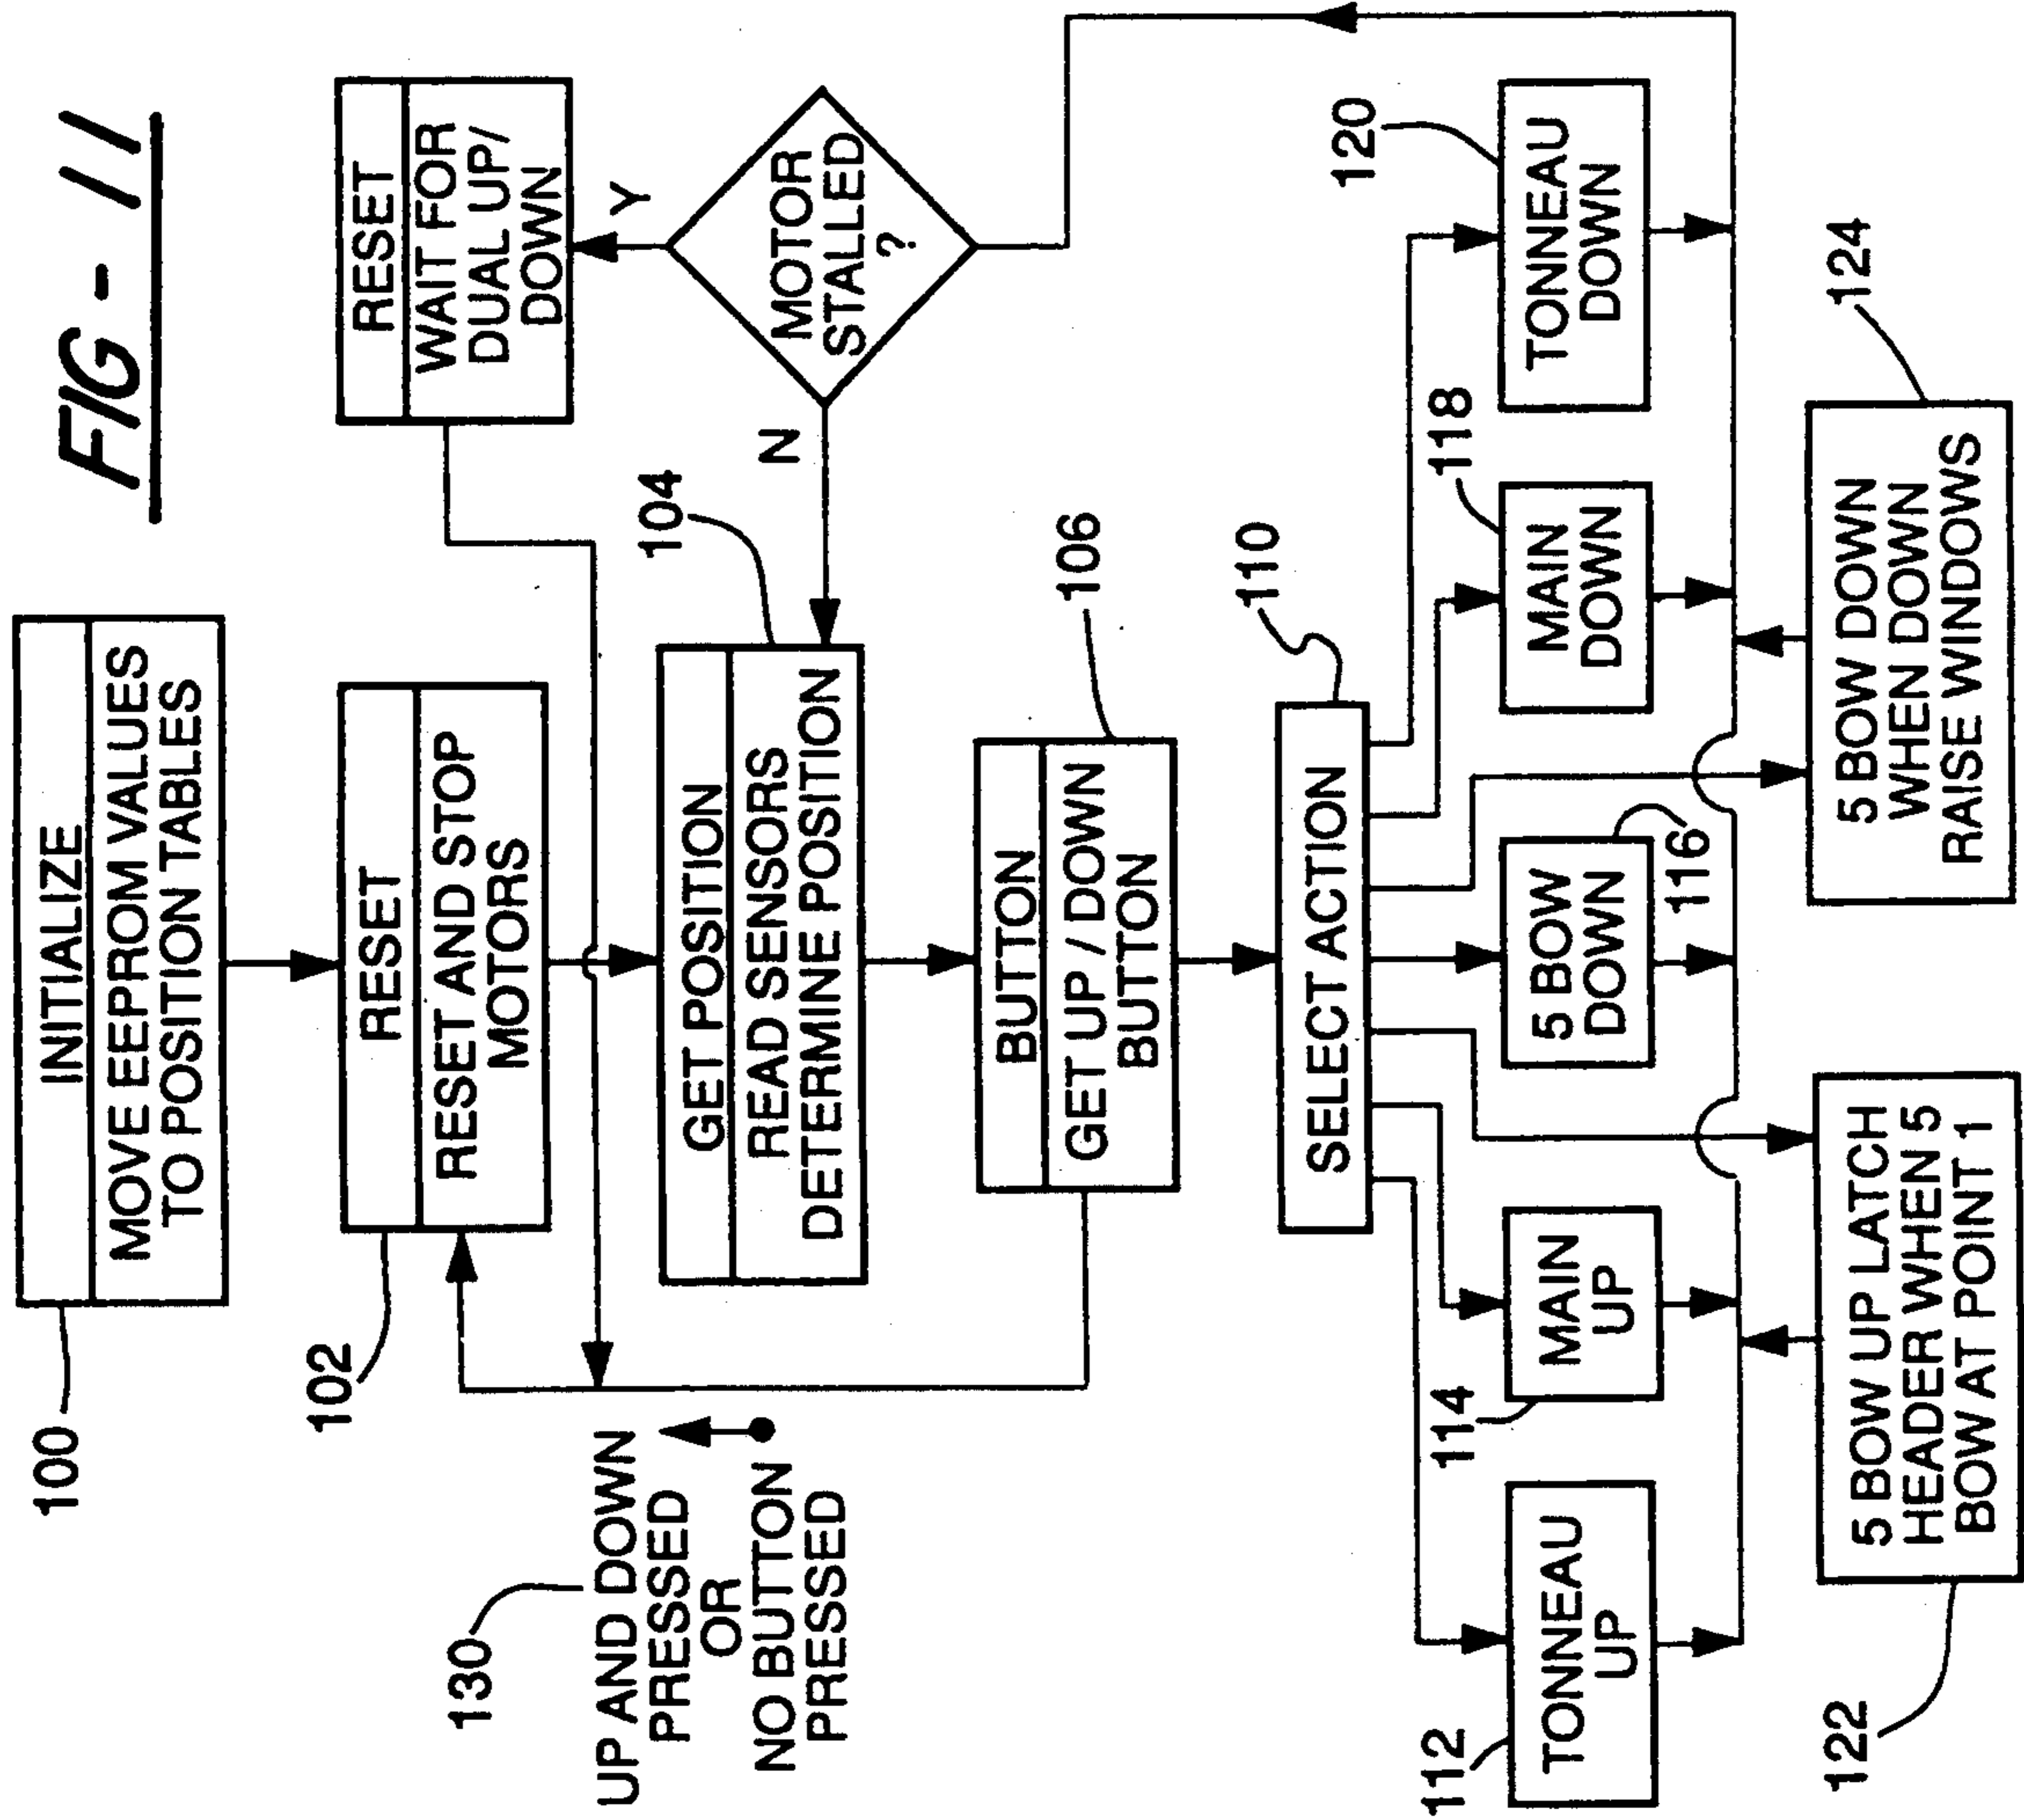 FIG - 11
100
INITIALIZE
MOVE EEPROM VALUES
TO POSITION TABLES
102
RESET
RESET AND STOP
MOTORS
RESET
WAIT FOR
DUAL UP/
DOWN
Y
MOTOR
STALLED
?
N
104
GET POSITION
READ SENSORS
DETERMINE POSITION
130
UP AND DOWN
PRESSED
OR
NO BUTTON
PRESSED
106
BUTTON
GET UP / DOWN
BUTTON
110
SELECT ACTION
112
TONNEAU
UP
114
MAIN
UP
5 BOW
DOWN
116
118
MAIN
DOWN
120
TONNEAU
DOWN
122
5 BOW UP LATCH
HEADER WHEN 5
BOW AT POINT 1
124
5 BOW DOWN
WHEN DOWN
RAISE WINDOWS